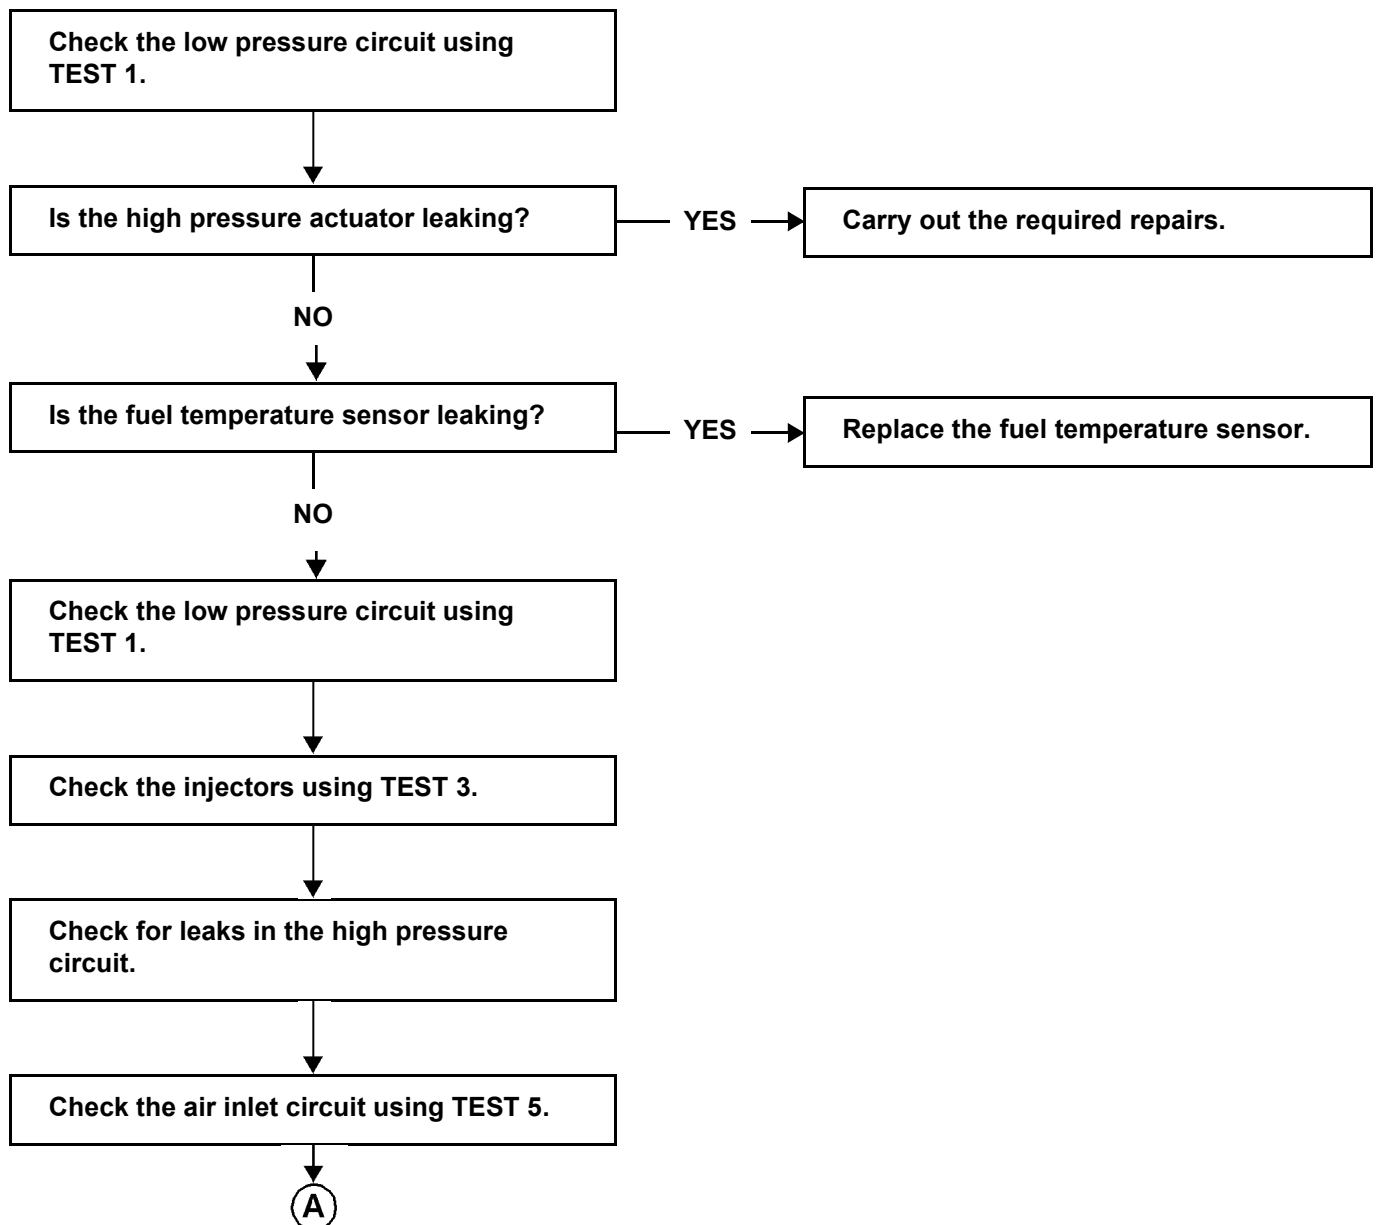 Check the low pressure circuit using
TEST 1.
Is the high pressure actuator leaking?
YES
Carry out the required repairs.
NO
Is the fuel temperature sensor leaking?
YES
Replace the fuel temperature sensor.
NO
Check the low pressure circuit using
TEST 1.
Check the injectors using TEST 3.
Check for leaks in the high pressure
circuit.
Check the air inlet circuit using TEST 5.
A